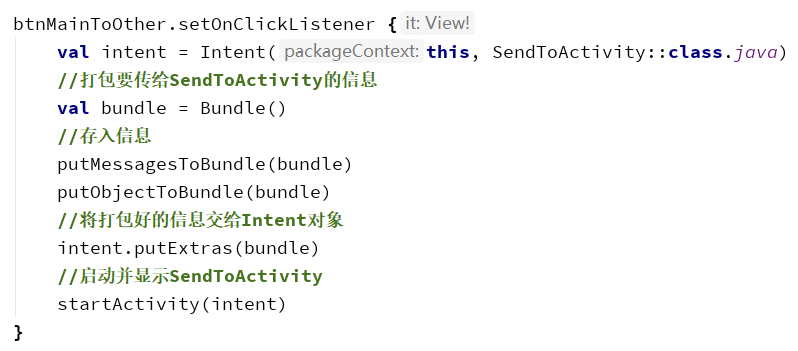 btnMainToOther.setOnClickListener { it: View!
val intent = Intent( packageContext: this, SendToActivity::class.java)
//打包要传给SendToActivity的信息
val bundle = Bundle()
//存入信息
putMessagesToBundle(bundle)
putObjectToBundle(bundle)
//将打包好的信息交给Intent对象
intent.putExtras(bundle)
//启动并显示SendToActivity
startActivity(intent)
}